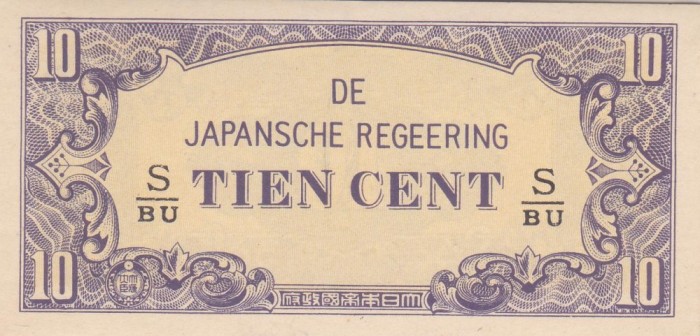 10 10
DE
JAPANSCHE REGEERING
S/BU TIEN CENT S/BU
10 10
大日本帝國政府